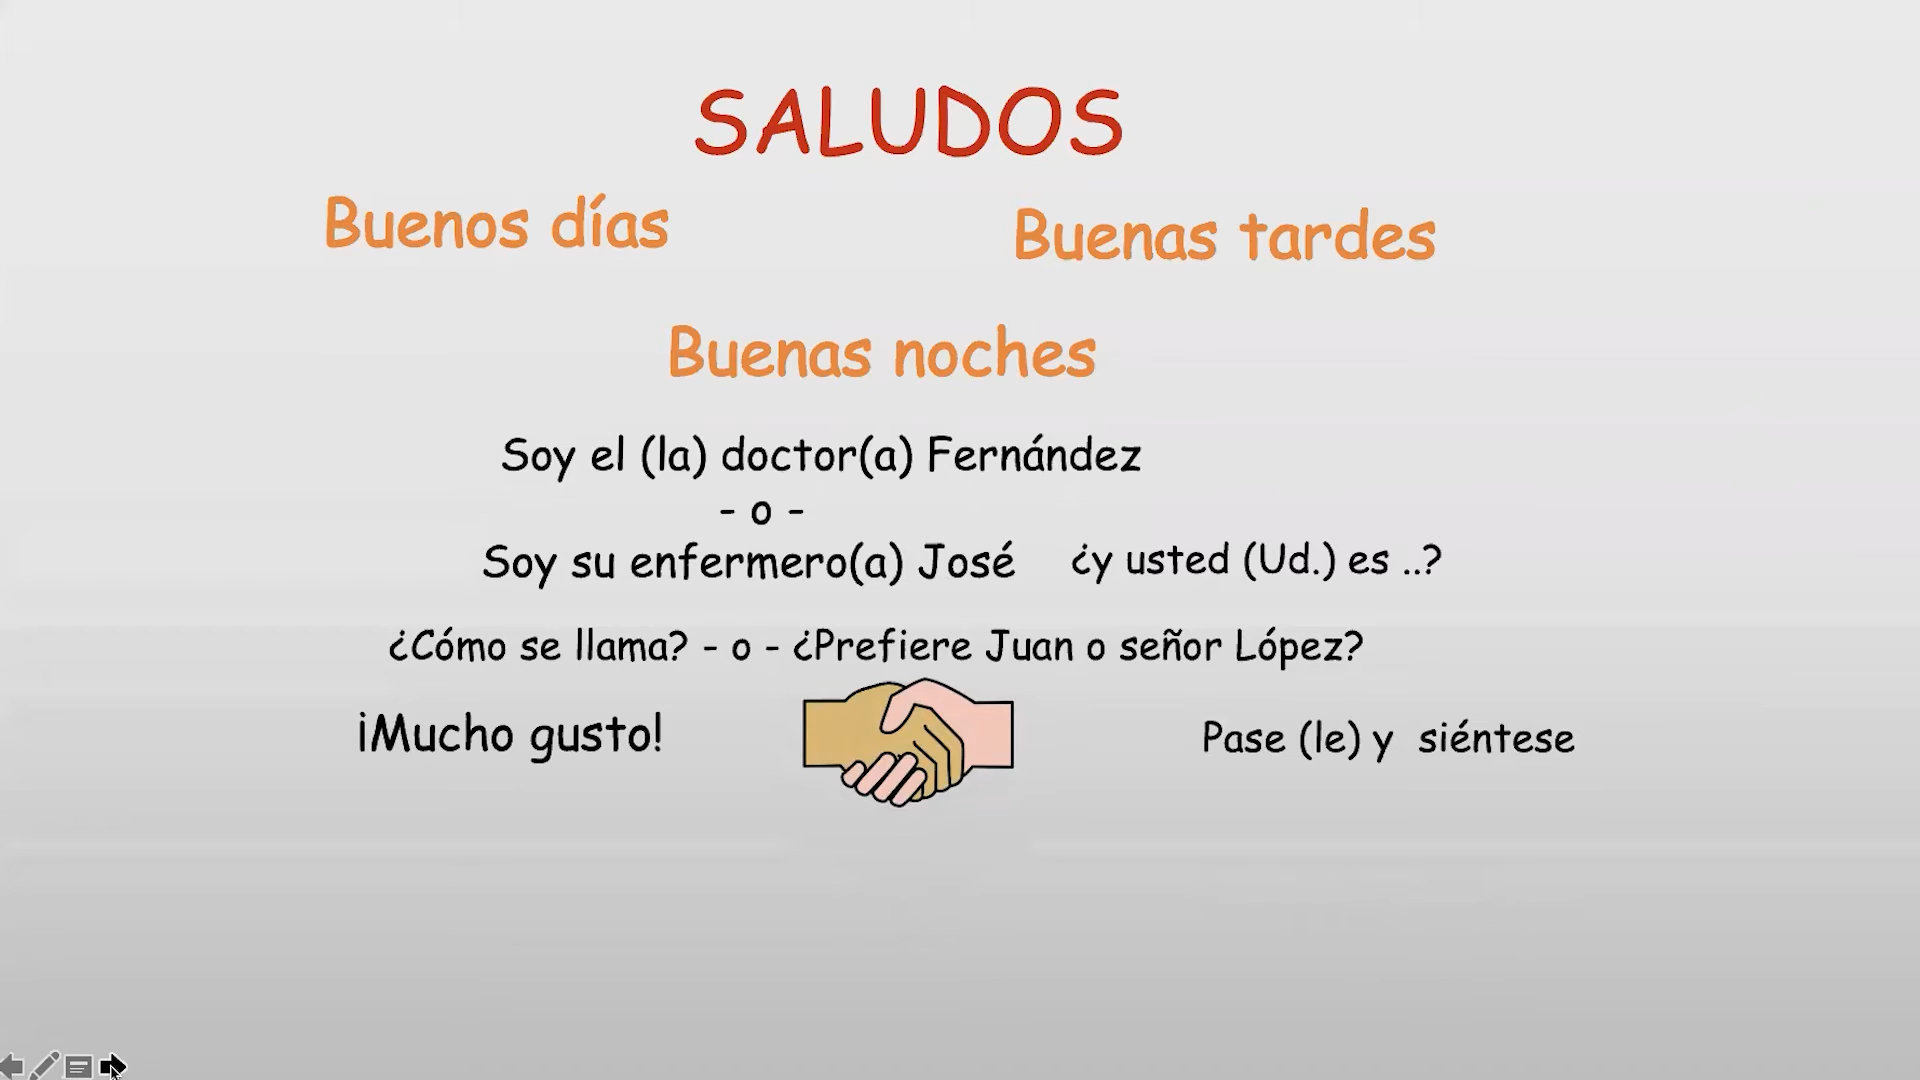 SALUDOS
Buenos días
Buenas tardes
Buenas noches
Soy el (la) doctor(a) Fernández
- o -
Soy su enfermero(a) José ¿y usted (Ud.) es ..?
¿Cómo se llama? - o - ¿Prefiere Juan o señor López?
¡Mucho gusto!
Pase (le) y siéntese